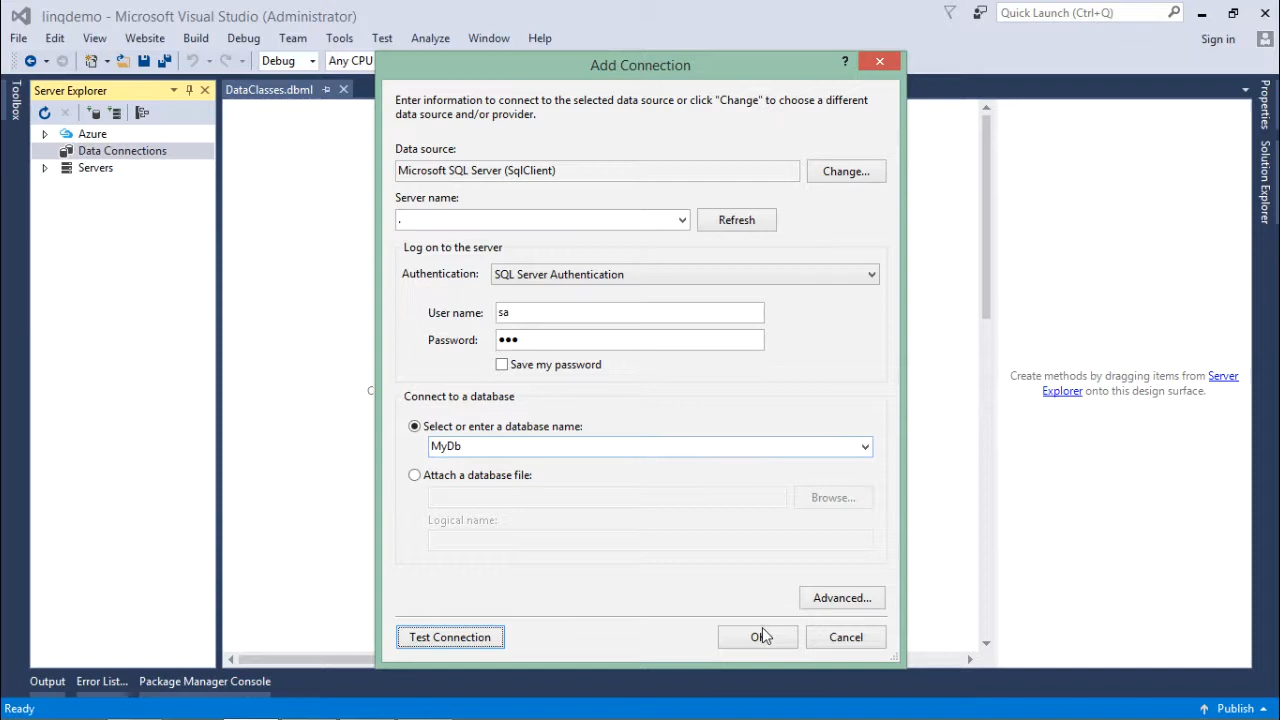 linqdemo - Microsoft Visual Studio (Administrator)
Quick Launch (Ctrl+Q)
File Edit View Website Build Debug Team Tools Test Analyze Window Help
Sign in
Debug Any CPU
Toolbox
Server Explorer
Azure
Data Connections
Servers
DataClasses.dbml
Add Connection
?
Enter information to connect to the selected data source or click "Change" to choose a different
data source and/or provider.
Data source:
Microsoft SQL Server (SqlClient)
Change...
Server name:
.
Refresh
Log on to the server
Authentication:
SQL Server Authentication
User name:
sa
Password:
●●●
Save my password
Connect to a database
Select or enter a database name:
MyDb
Attach a database file:
Browse...
Logical name:
Advanced...
Test Connection
Cancel
C
Create methods by dragging items from Server
Explorer onto this design surface.
Properties
Solution Explorer
Output Error List... Package Manager Console
Ready
Publish